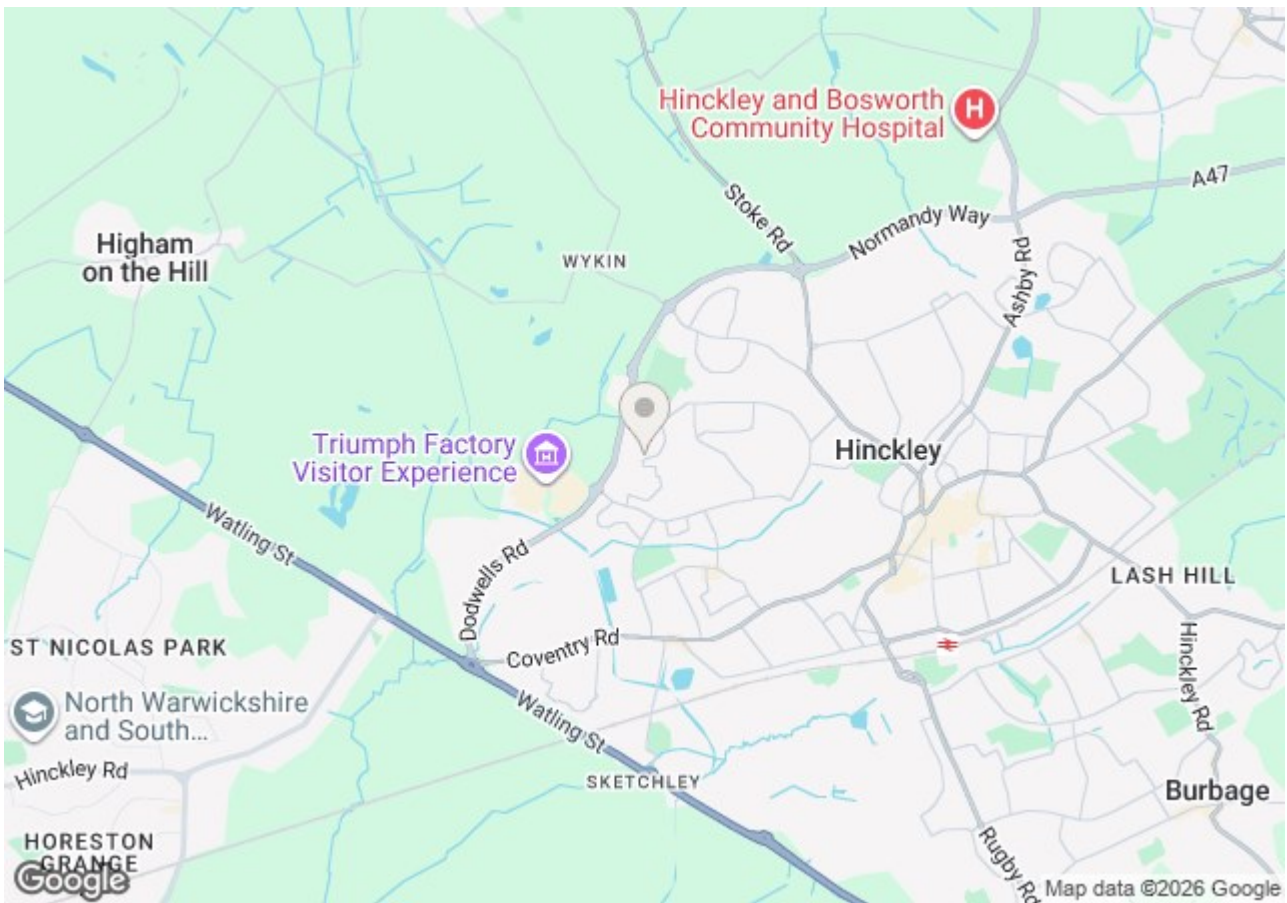 Hinckley and Bosworth
Community Hospital
H
A47
Stoke Rd
Normandy Way
Higham
on the Hill
WYKIN
Ashby Rd
Triumph Factory
Visitor Experience
Hinckley
Watling St
Dodwells Rd
LASH HILL
ST NICOLAS PARK
Coventry Rd
Hinckley Rd
North Warwickshire
and South...
Watling St
Hinckley Rd
SKETCHLEY
Burbage
HORESTON
GRANGE
Rugby Rd
Google
Map data ©2026 Google